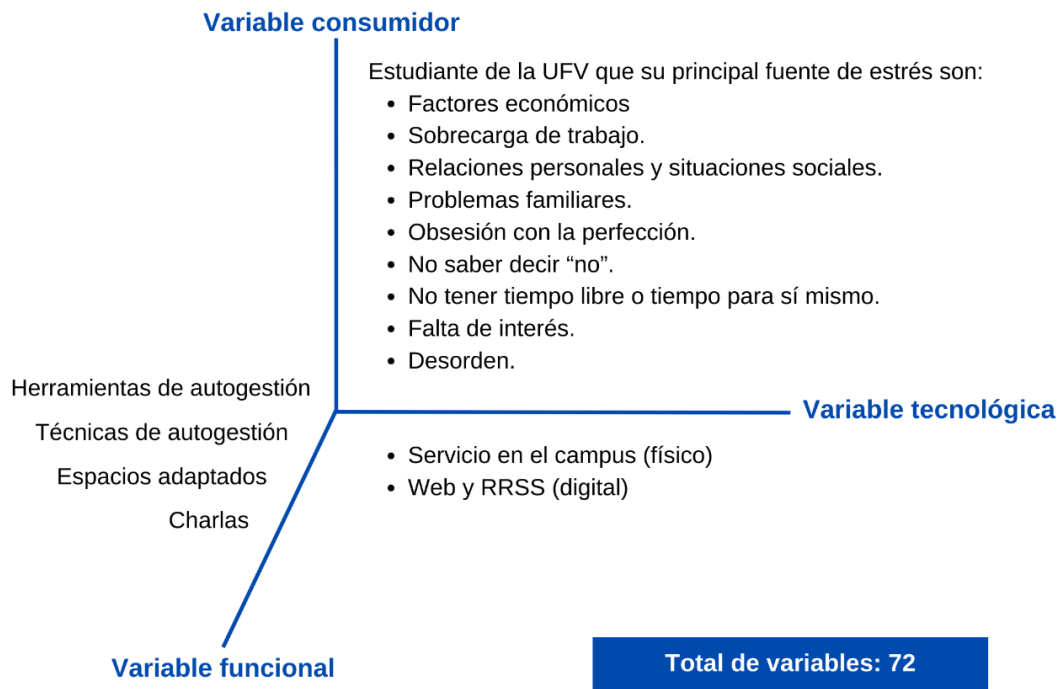 Variable consumidor
Estudiante de la UFV que su principal fuente de estrés son:
• Factores económicos
• Sobrecarga de trabajo.
• Relaciones personales y situaciones sociales.
• Problemas familiares.
• Obsesión con la perfección.
• No saber decir “no”.
• No tener tiempo libre o tiempo para sí mismo.
• Falta de interés.
• Desorden.
Herramientas de autogestión
Técnicas de autogestión
Espacios adaptados
Charlas
Variable tecnológica
• Servicio en el campus (físico)
• Web y RRSS (digital)
Variable funcional
Total de variables: 72